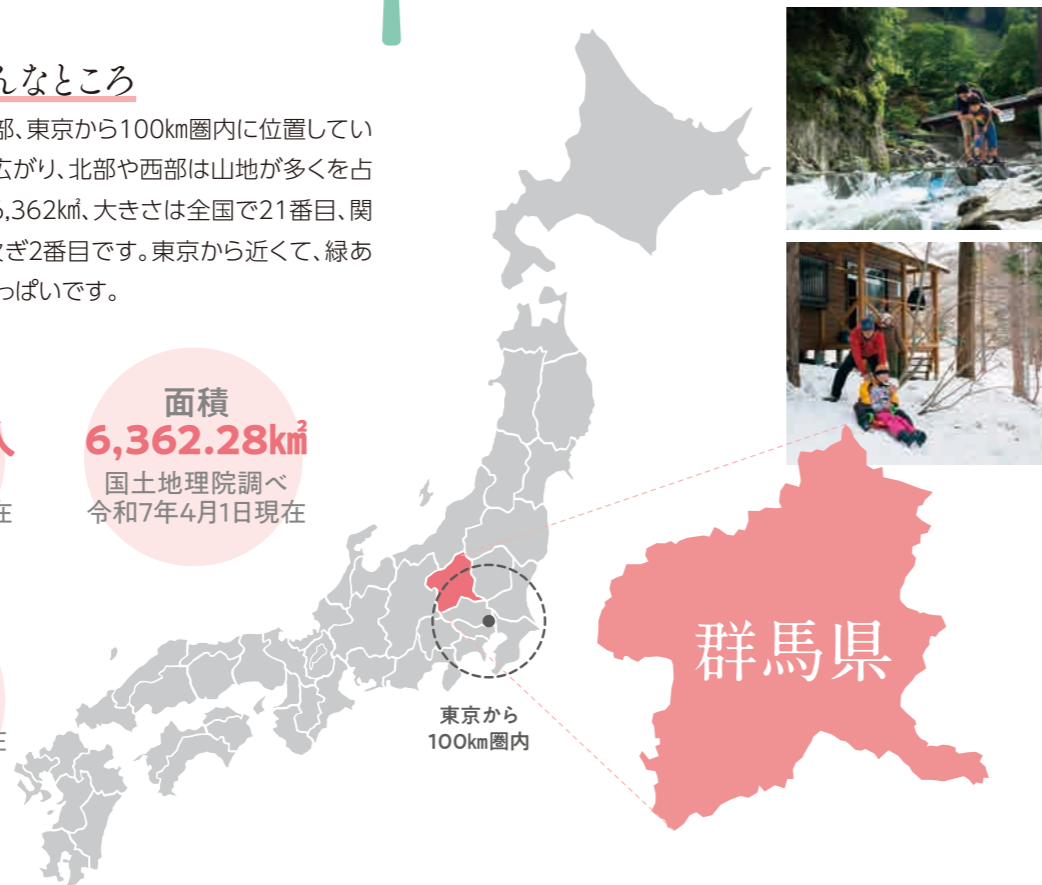 んなところ
部、東京から100km圏内に位置してい
広がり、北部や西部は山地が多くを占
6,362㎢、大きさは全国で21番目、関
次ぎ2番目です。東京から近くて、緑あ
っぱいです。
人
在
面積
6,362.28㎢
国土地理院調べ
令和7年4月1日現在
在
東京から
100km圏内
群馬県